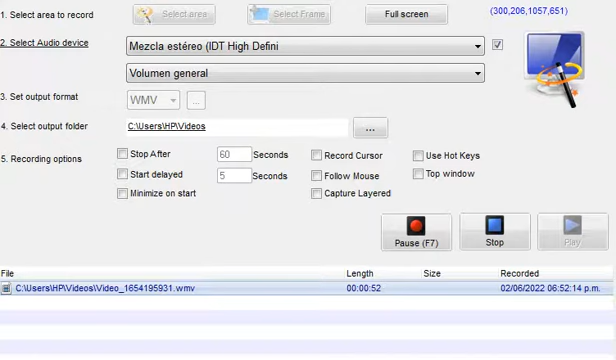 1. Select area to record Select area Select Frame Full screen (300,206,1057,651)
2. Select Audio device Mezcla estéreo (IDT High Defini
Volumen general
3. Set output format WMV ...
4. Select output folder C:\Users\HP\Videos ...
5. Recording options Stop After 60 Seconds Record Cursor Use Hot Keys
Start delayed 5 Seconds Follow Mouse Top window
Minimize on start Capture Layered
Pause (F7) Stop Play
File Length Size Recorded
C:\Users\HP\Videos\Video_1654195931.wmv 00:00:52 02/06/2022 06:52:14 p.m.